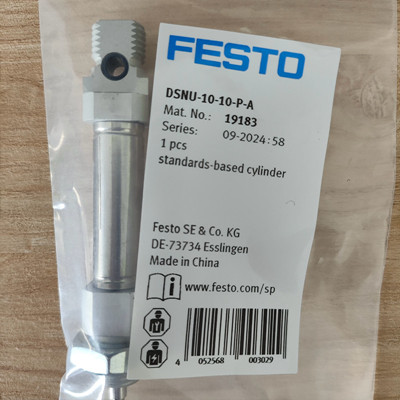 FESTO
DSNU-10-10-P-A
Mat. No.: 19183
Series: 09-2024:58
1 pcs
standards-based cylinder
Festo SE & Co. KG
DE-73734 Esslingen
Made in China
www.festo.com/sp
4 052568 003029